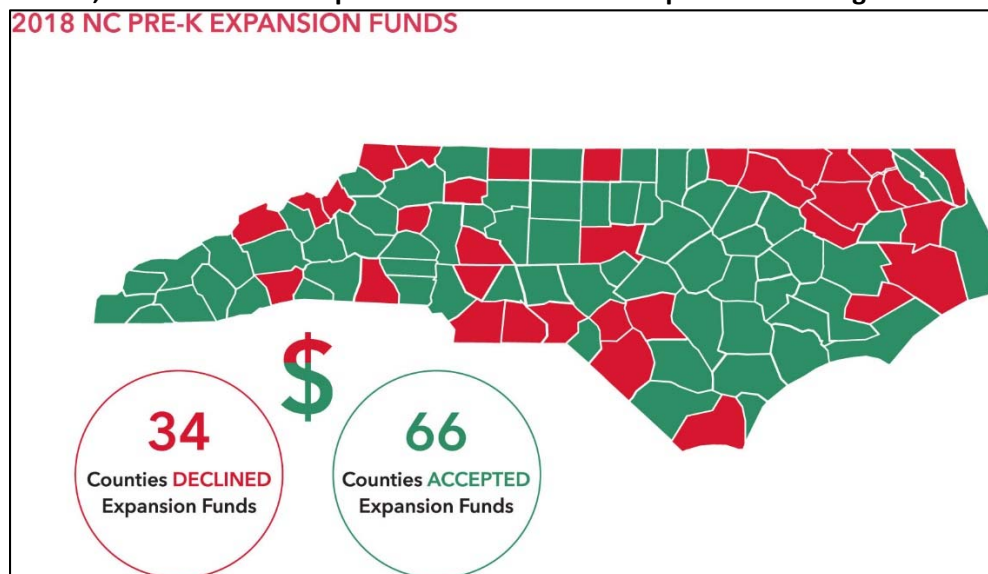 2018 NC PRE-K EXPANSION FUNDS
$
34
Counties DECLINED
Expansion Funds
66
Counties ACCEPTED
Expansion Funds